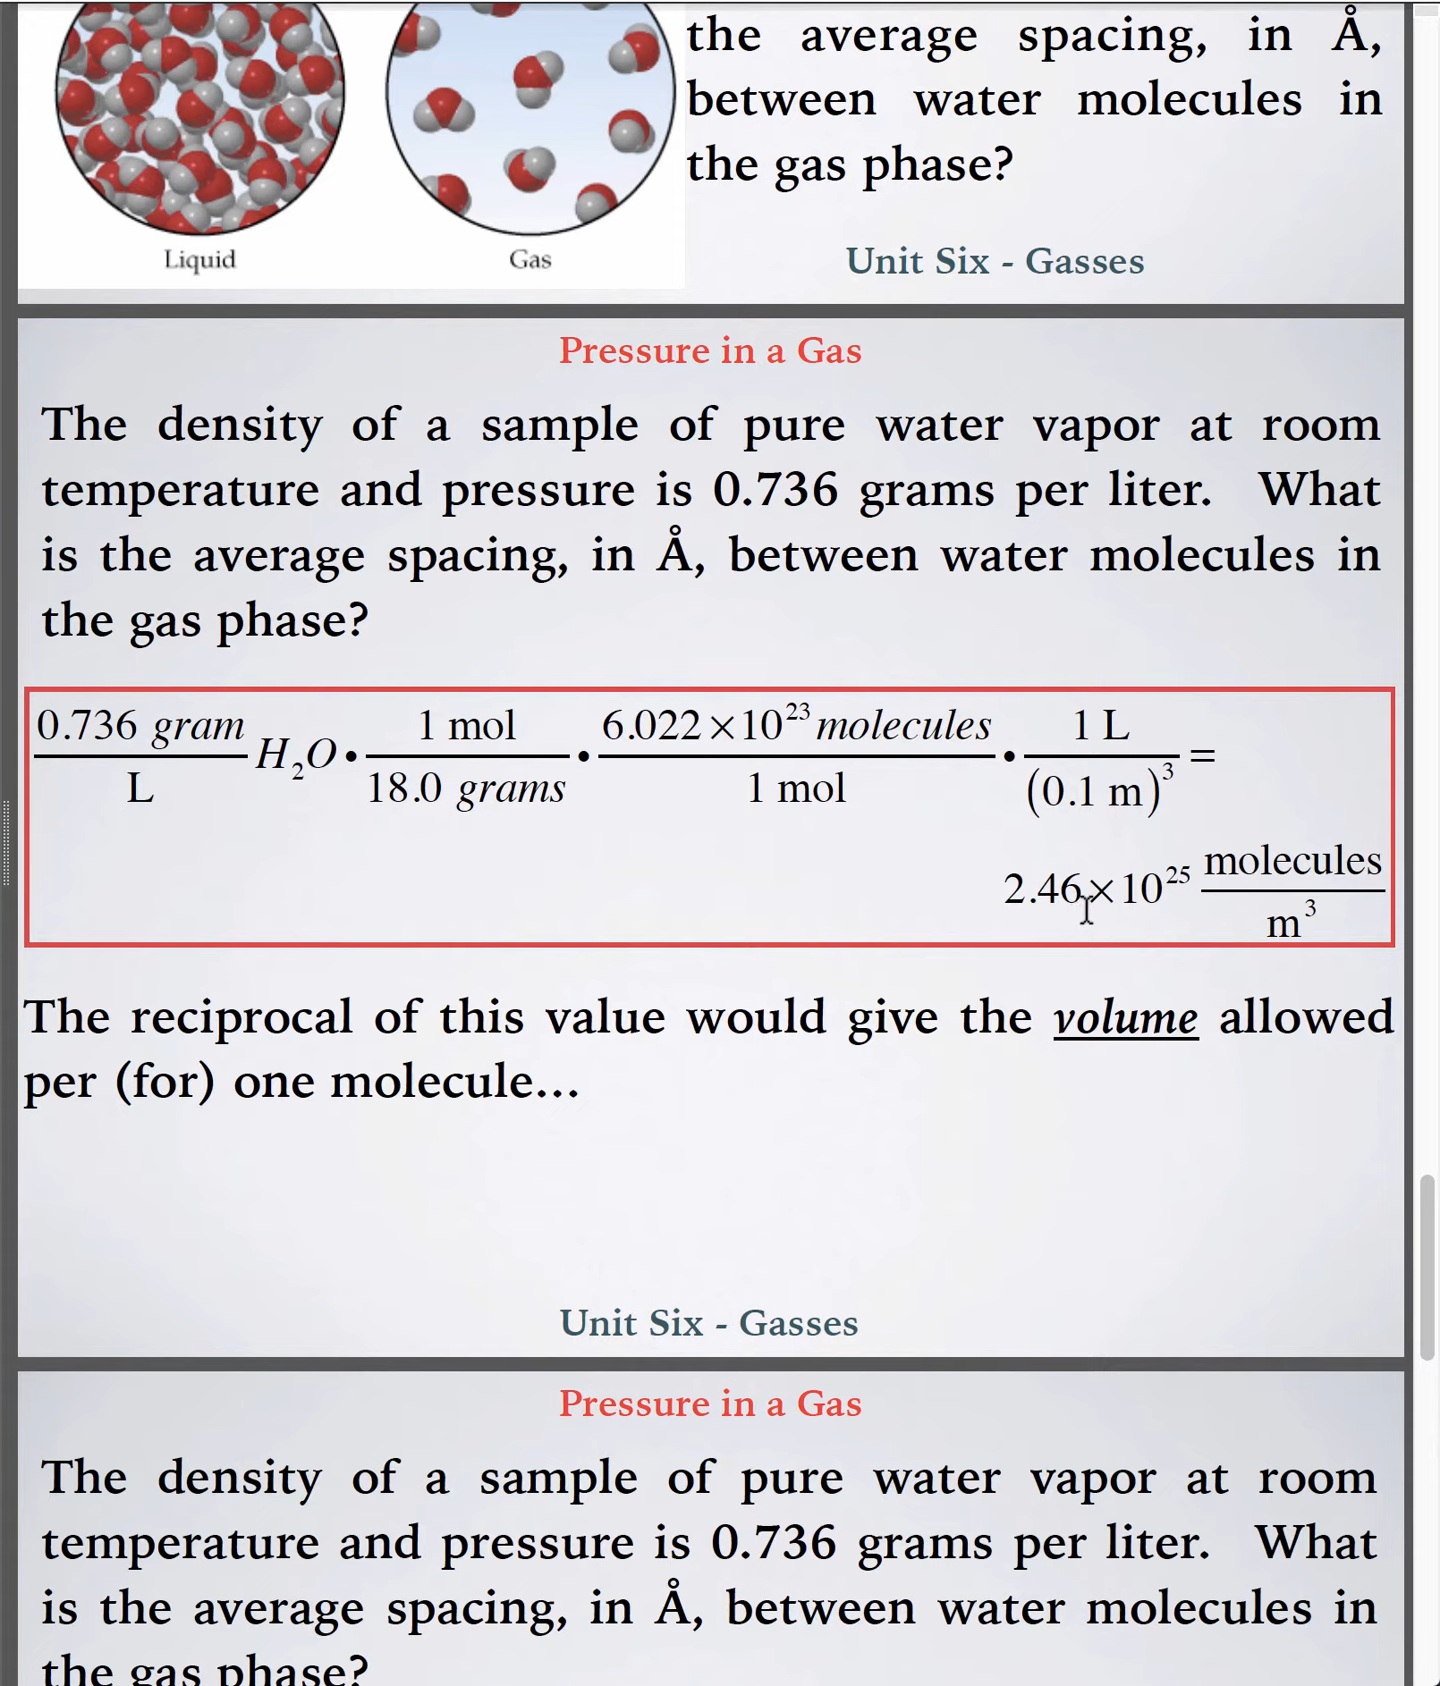 the average spacing, in Å,
between water molecules in
the gas phase?
Liquid
Gas
Unit Six - Gasses
Pressure in a Gas
The density of a sample of pure water vapor at room
temperature and pressure is 0.736 grams per liter. What
is the average spacing, in Å, between water molecules in
the gas phase?
0.736 gram/L H₂O • 1 mol/18.0 grams • 6.022×10²³ molecules/1 mol • 1 L/(0.1 m)³ =
2.46×10²⁵ molecules/m³
The reciprocal of this value would give the volume allowed
per (for) one molecule...
Unit Six - Gasses
Pressure in a Gas
The density of a sample of pure water vapor at room
temperature and pressure is 0.736 grams per liter. What
is the average spacing, in Å, between water molecules in
the gas phase?